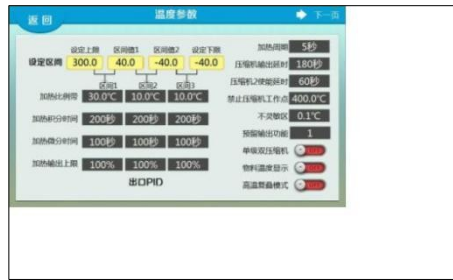 返 回 温度参数 下一页
设定上限 区间值1 区间值2 设定下限
设定区间 300.0 40.0 -40.0 -40.0
区间1 区间2 区间3
加热比例带 30.0℃ 10.0℃ 10.0℃
加热积分时间 200秒 200秒 200秒
加热微分时间 100秒 100秒 100秒
加热输出上限 100% 100% 100%
出口PID
加热周期 5秒
压缩机输出延时 180秒
压缩机2使能延时 60秒
禁止压缩机工作点 400.0℃
不灵敏区 0.1℃
预留输出功能 1
单级双压缩机
物料温度显示
高温复叠模式